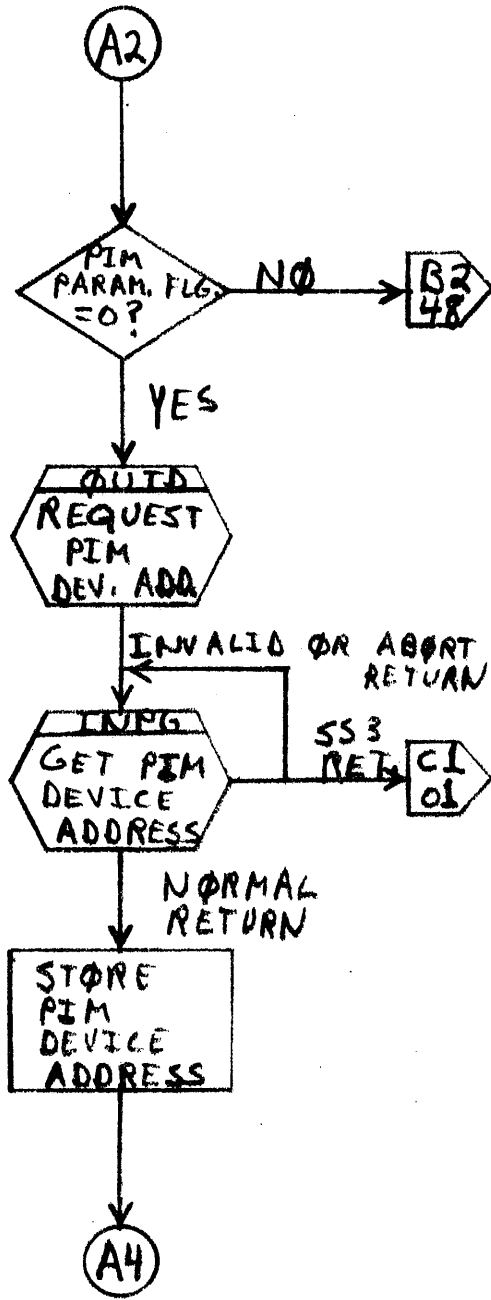 A2
PIM
PARAM. FLG.
=0?
NØ
B2
48
YES
ØUTD
REQUEST
PIM
DEV. ADD.
INVALID ØR ABØRT
RETURN
INPG
GET PIM
DEVICE
ADDRESS
SS3
RET.
C1
01
NØRMAL
RETURN
STØRE
PIM
DEVICE
ADDRESS
A4